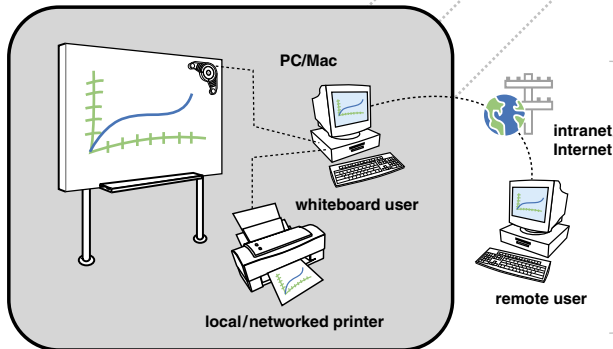 PC/Mac
intranet
Internet
whiteboard user
remote user
local/networked printer